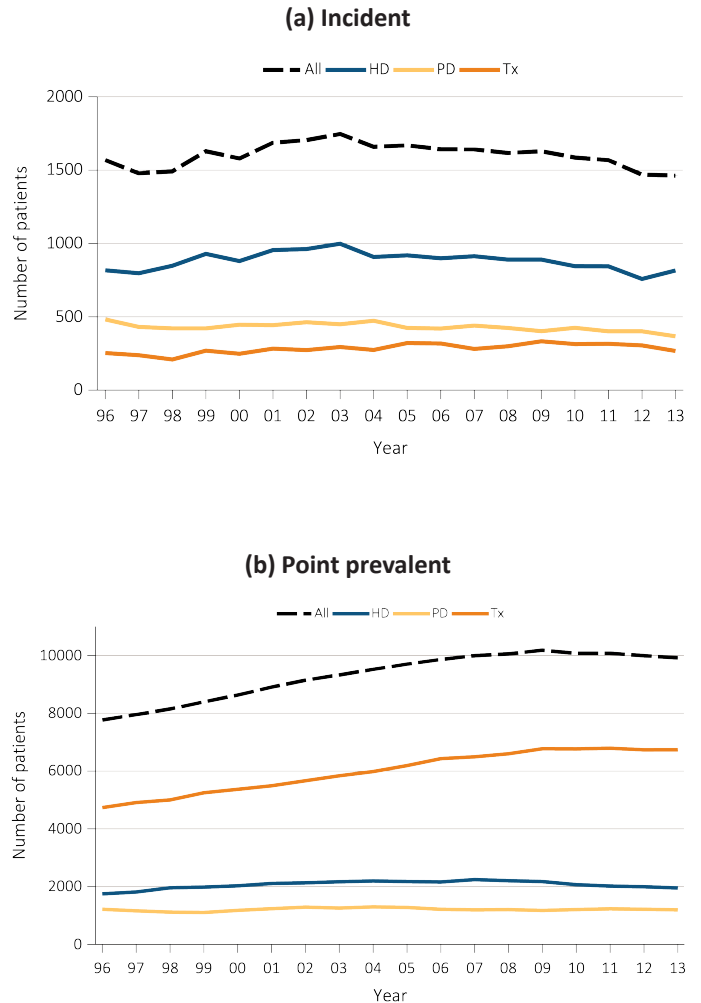 (a) Incident
All HD PD Tx
2000
1500
1000
500
0
Number of patients
96 97 98 99 00 01 02 03 04 05 06 07 08 09 10 11 12 13
Year
(b) Point prevalent
All HD PD Tx
10000
8000
6000
4000
2000
0
Number of patients
96 97 98 99 00 01 02 03 04 05 06 07 08 09 10 11 12 13
Year